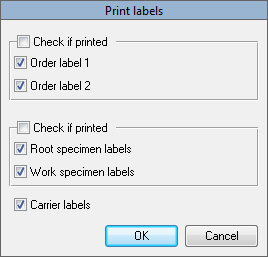 Print labels
Check if printed
Order label 1
Order label 2
Check if printed
Root specimen labels
Work specimen labels
Carrier labels
OK Cancel